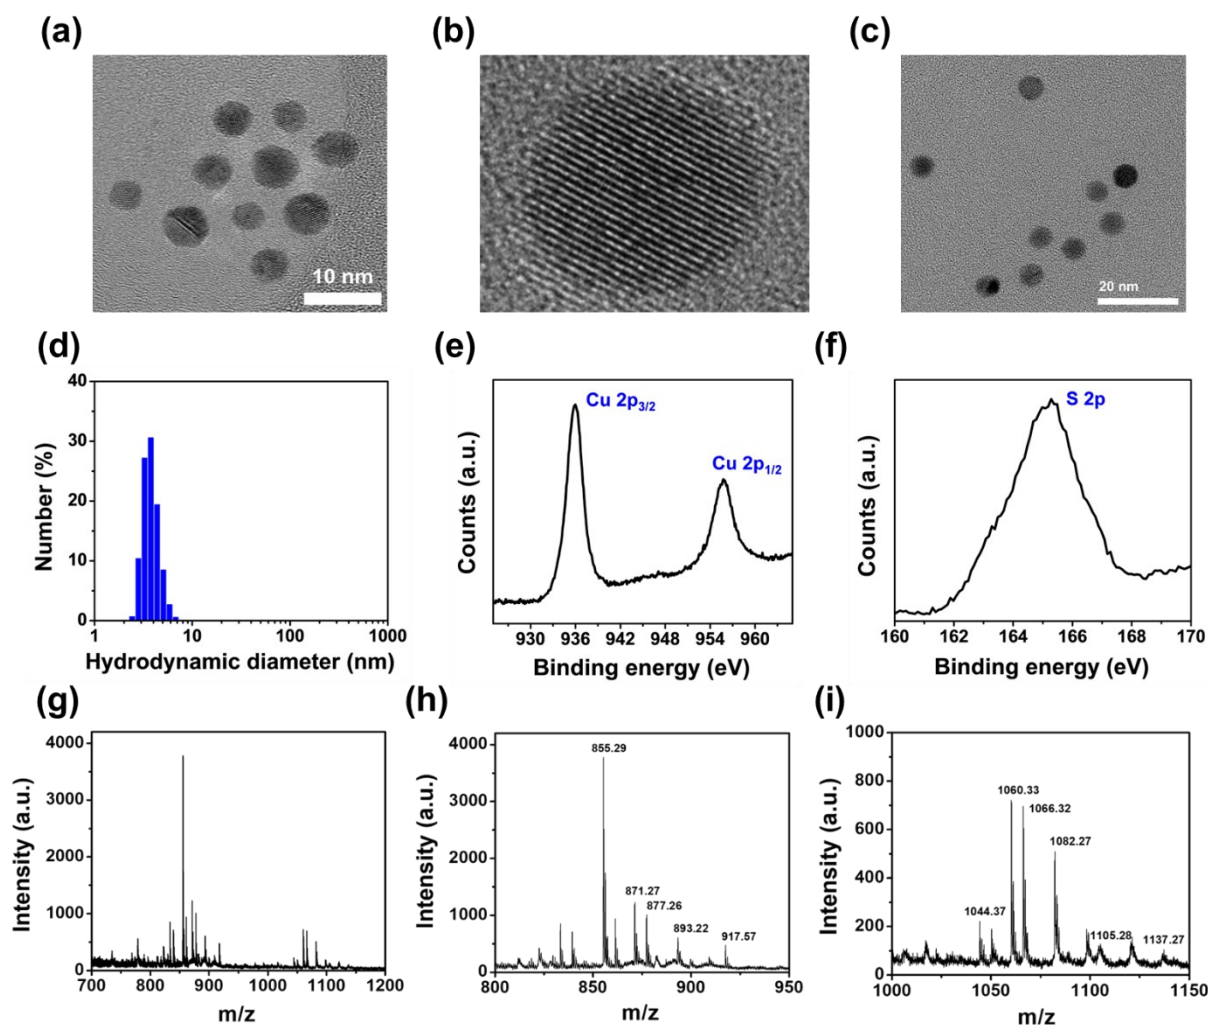 (a)
(b)
(c)
10 nm
20 nm
(d)
(e)
(f)
40
30
20
10
0
Number (%)
1 10 100 1000
Hydrodynamic diameter (nm)
Cu 2p3/2
Cu 2p1/2
Counts (a.u.)
930 936 942 948 954 960
Binding energy (eV)
S 2p
Counts (a.u.)
160 162 164 166 168 170
Binding energy (eV)
(g)
(h)
(i)
4000
3000
2000
1000
0
Intensity (a.u.)
700 800 900 1000 1100 1200
m/z
4000
3000
2000
1000
0
Intensity (a.u.)
855.29
871.27
877.26
893.22
917.57
800 850 900 950
m/z
1000
800
600
400
200
0
Intensity (a.u.)
1060.33
1066.32
1082.27
1044.37
1105.28
1137.27
1000 1050 1100 1150
m/z